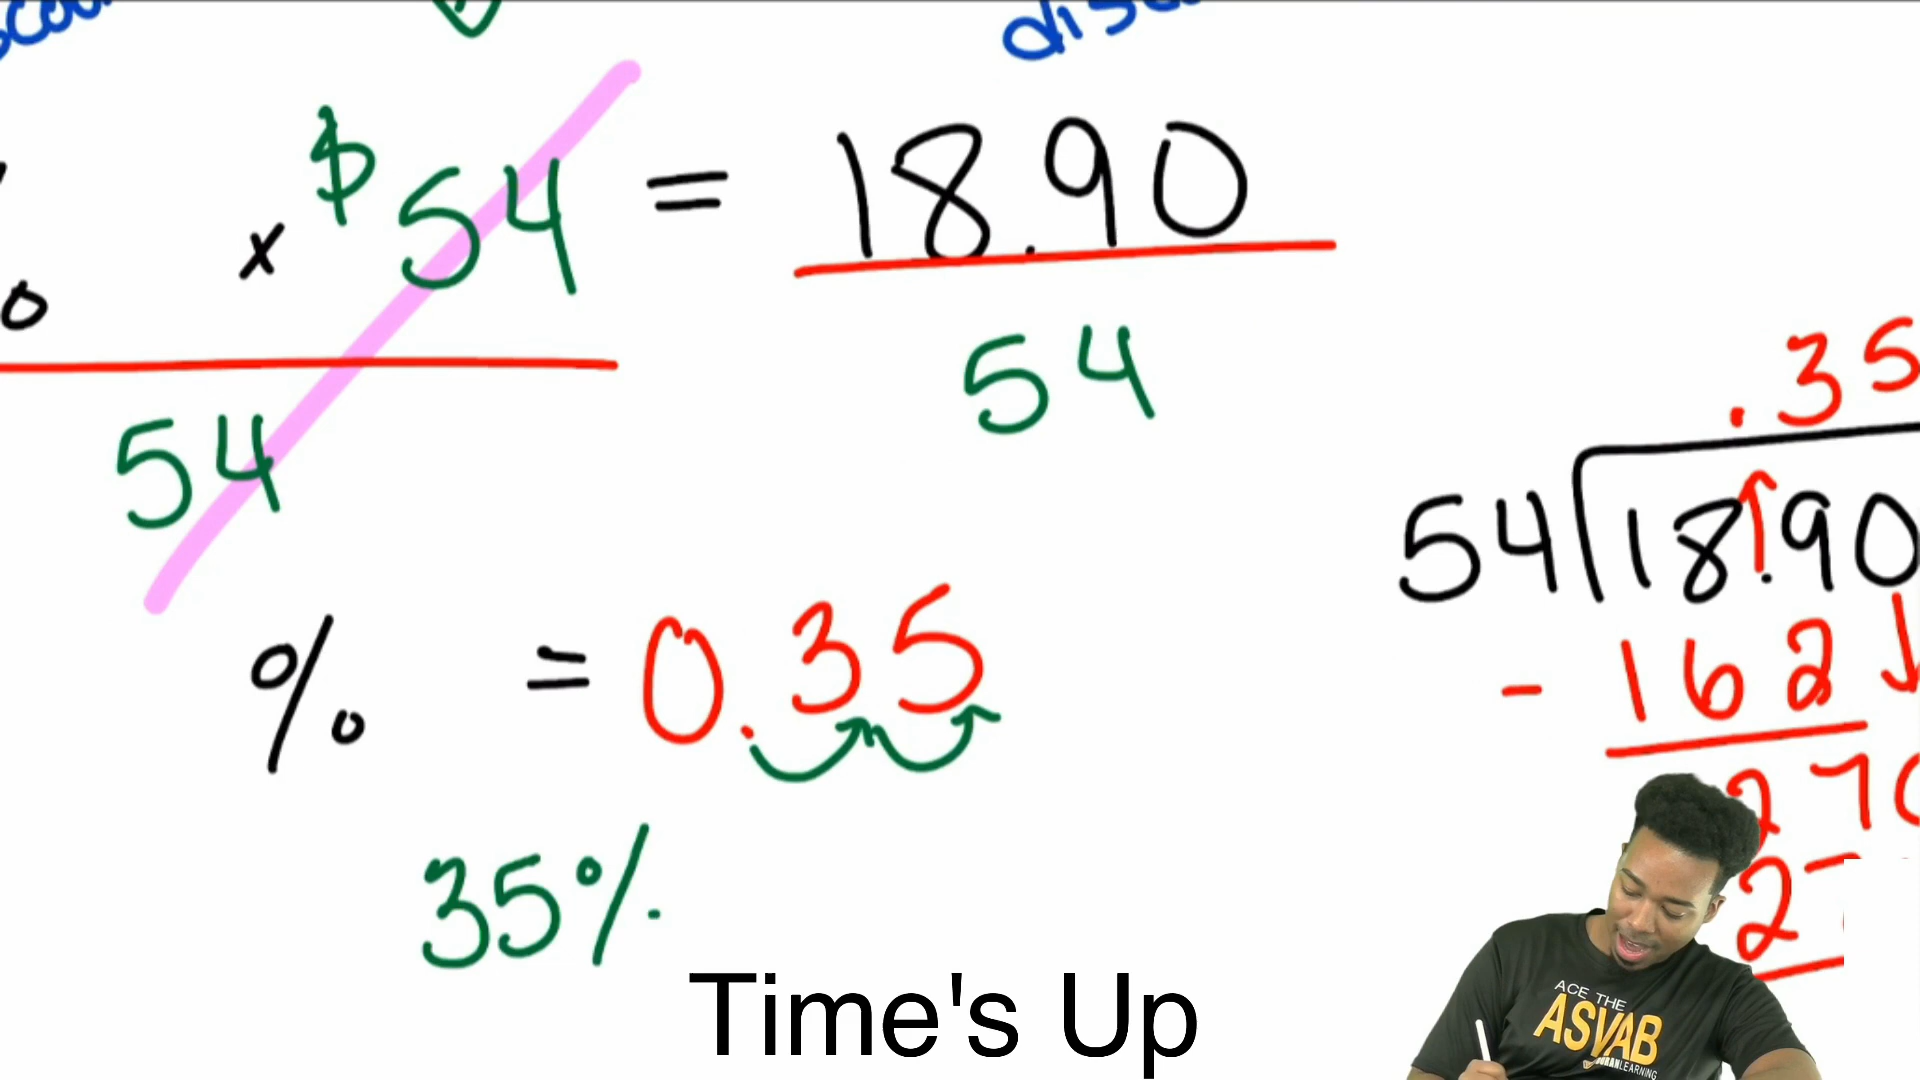 % x $54 = 18.90
54 54
.35
54 18.90
- 162
% = 0.35
270
35%
Time's Up
ACE THE
ASVAB